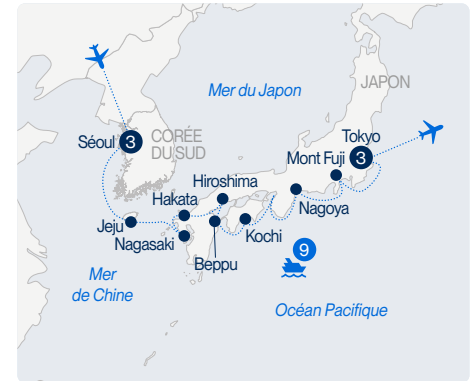 Mer du Japon
JAPON
Séoul
3
CORÉE
DU SUD
Tokyo
3
Mont Fuji
Hiroshima
Hakata
Nagoya
Jeju
Nagasaki
Kochi
Beppu
9
Mer
de Chine
Océan Pacifique